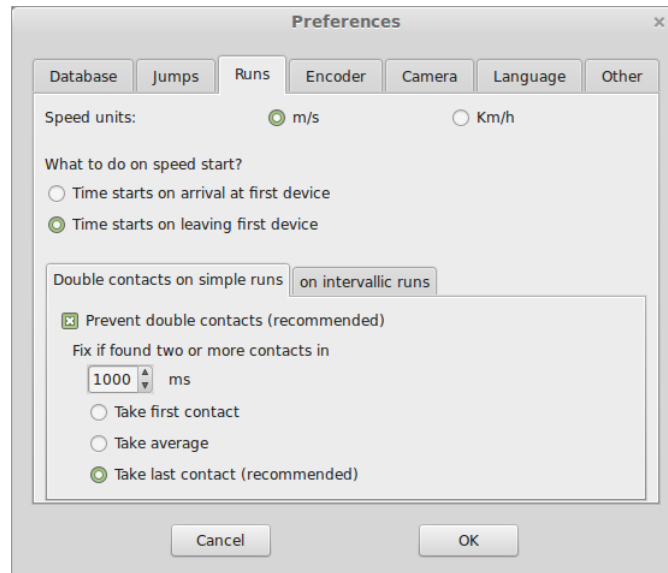 Preferences
Database Jumps Runs Encoder Camera Language Other
Speed units: m/s Km/h
What to do on speed start?
Time starts on arrival at first device
Time starts on leaving first device
Double contacts on simple runs on intervallic runs
Prevent double contacts (recommended)
Fix if found two or more contacts in
1000 ms
Take first contact
Take average
Take last contact (recommended)
Cancel OK